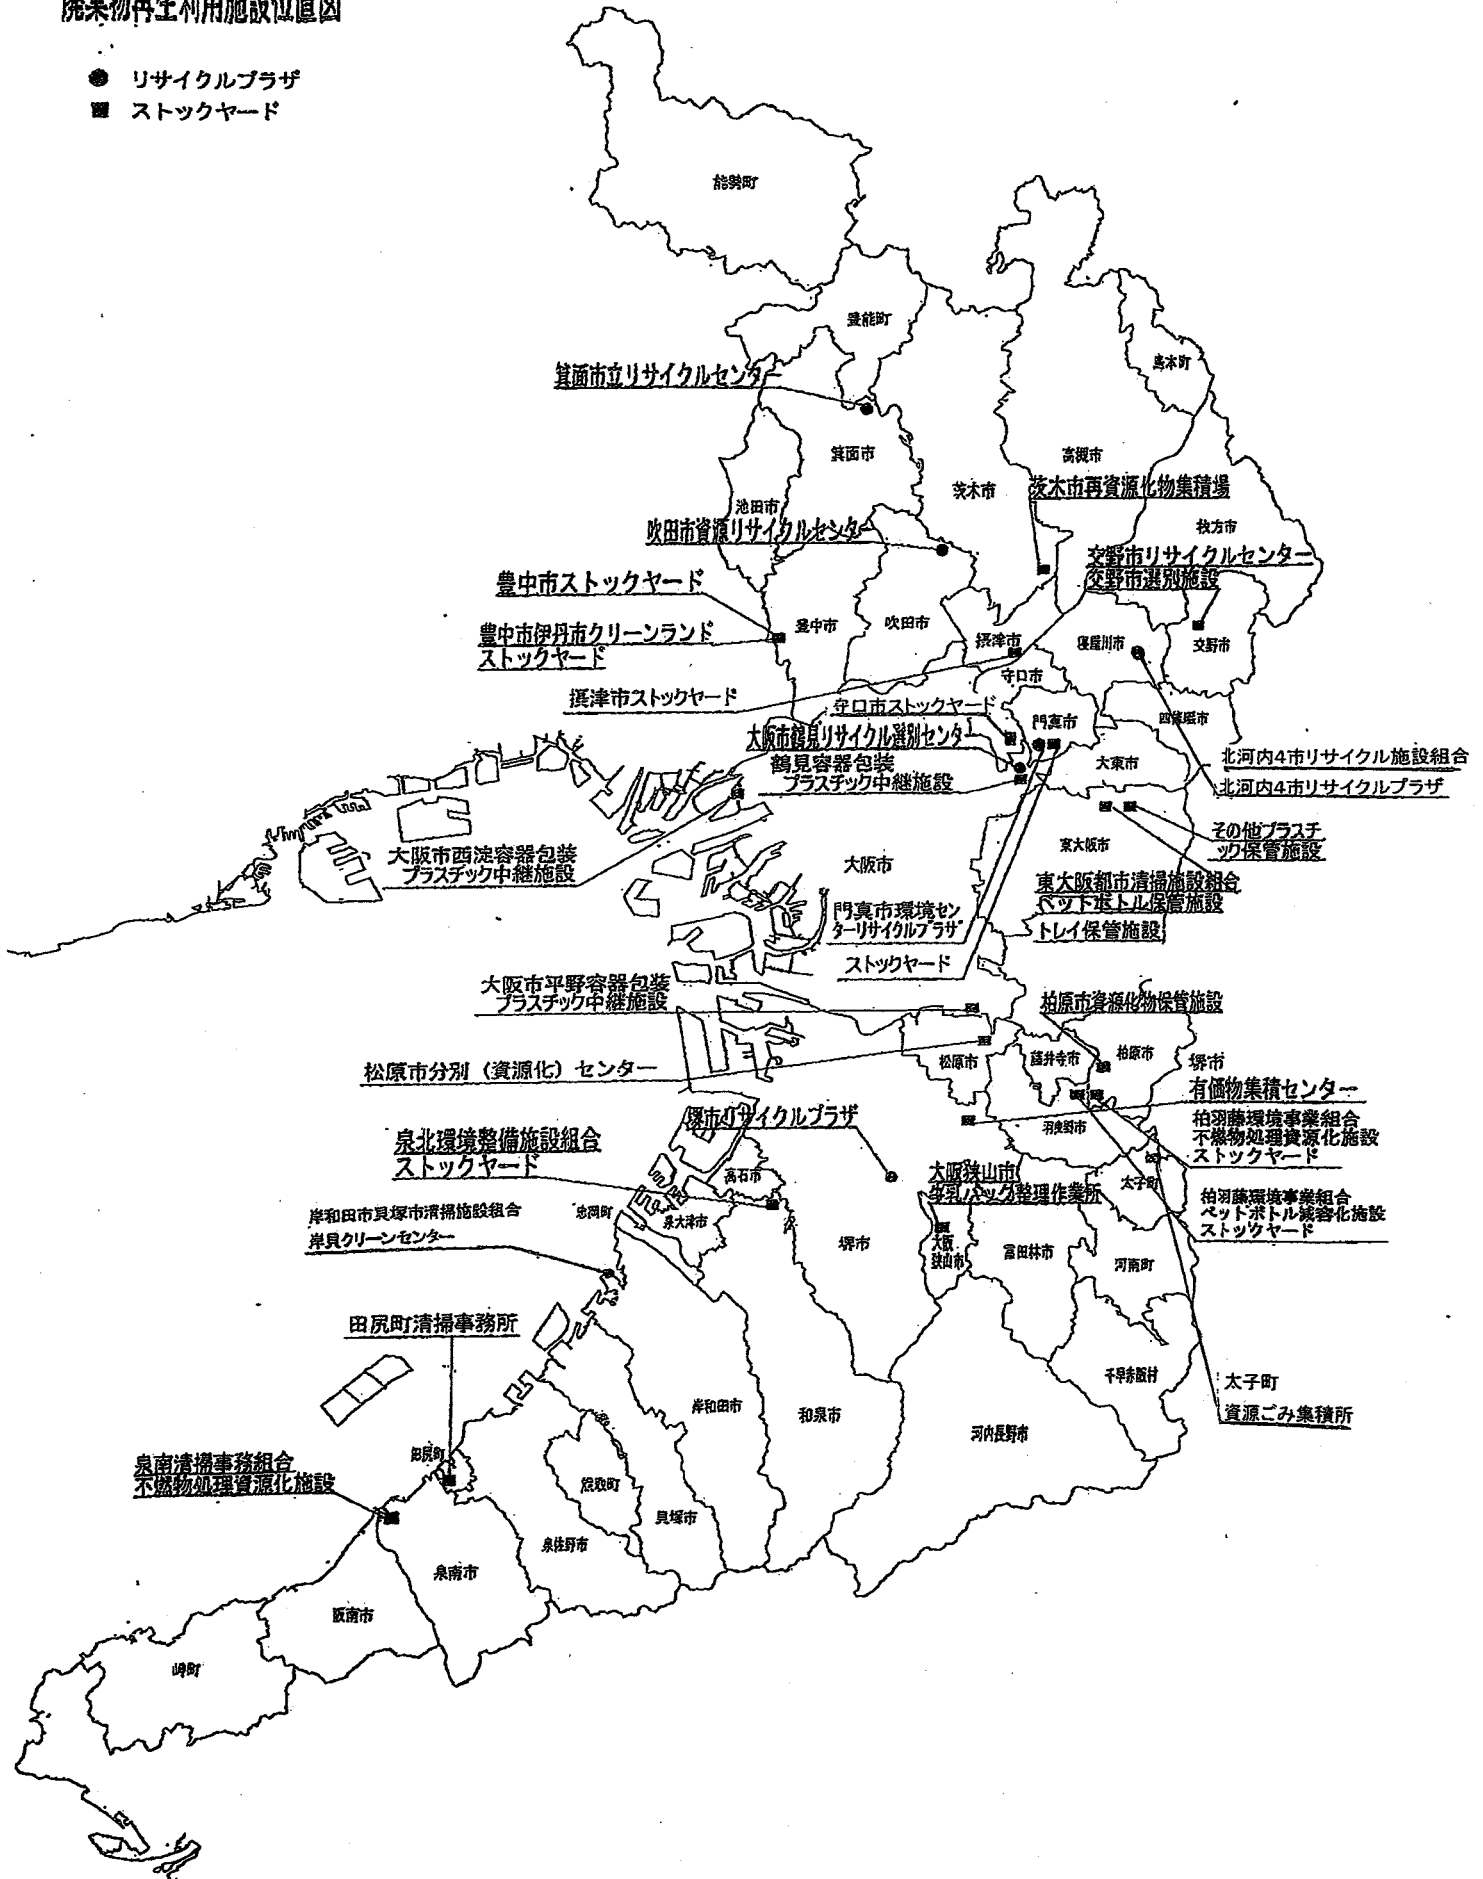 廃棄物再生利用施設位置図
リサイクルプラザ
ストックヤード
能勢町
豊能町
島本町
箕面市立リサイクルセンター
箕面市
高槻市
茨木市
茨木市再資源化物集積場
池田市
枚方市
吹田市資源リサイクルセンター
交野市リサイクルセンター
交野市選別施設
豊中市ストックヤード
豊中市伊丹市クリーンランド
ストックヤード
豊中市
吹田市
摂津市
寝屋川市
交野市
守口市
摂津市ストックヤード
守口市ストックヤード
門真市
四條畷市
大阪市鶴見リサイクル選別センター
鶴見容器包装
プラスチック中継施設
大東市
北河内4市リサイクル施設組合
北河内4市リサイクルプラザ
その他プラスチ
ック保管施設
東大阪市
大阪市西淀容器包装
プラスチック中継施設
大阪市
東大阪都市清掃施設組合
ペットボトル保管施設
トレイ保管施設
門真市環境セン
ターリサイクルプラザ
ストックヤード
大阪市平野容器包装
プラスチック中継施設
柏原市資源化物保管施設
松原市分別（資源化）センター
松原市
藤井寺市
柏原市
堺市
有価物集積センター
堺市リサイクルプラザ
羽曳野市
柏羽藤環境事業組合
不燃物処理資源化施設
ストックヤード
泉北環境整備施設組合
ストックヤード
高石市
大阪狭山市
牛乳パック整理作業所
太子町
柏羽藤環境事業組合
ペットボトル減容化施設
ストックヤード
岸和田市貝塚市清掃施設組合
岸貝クリーンセンター
忠岡町
泉大津市
堺市
大阪
狭山市
富田林市
河南町
田尻町清掃事務所
千早赤阪村
太子町
資源ごみ集積所
岸和田市
和泉市
河内長野市
田尻町
泉南清掃事務組合
不燃物処理資源化施設
熊取町
貝塚市
泉佐野市
泉南市
阪南市
岬町